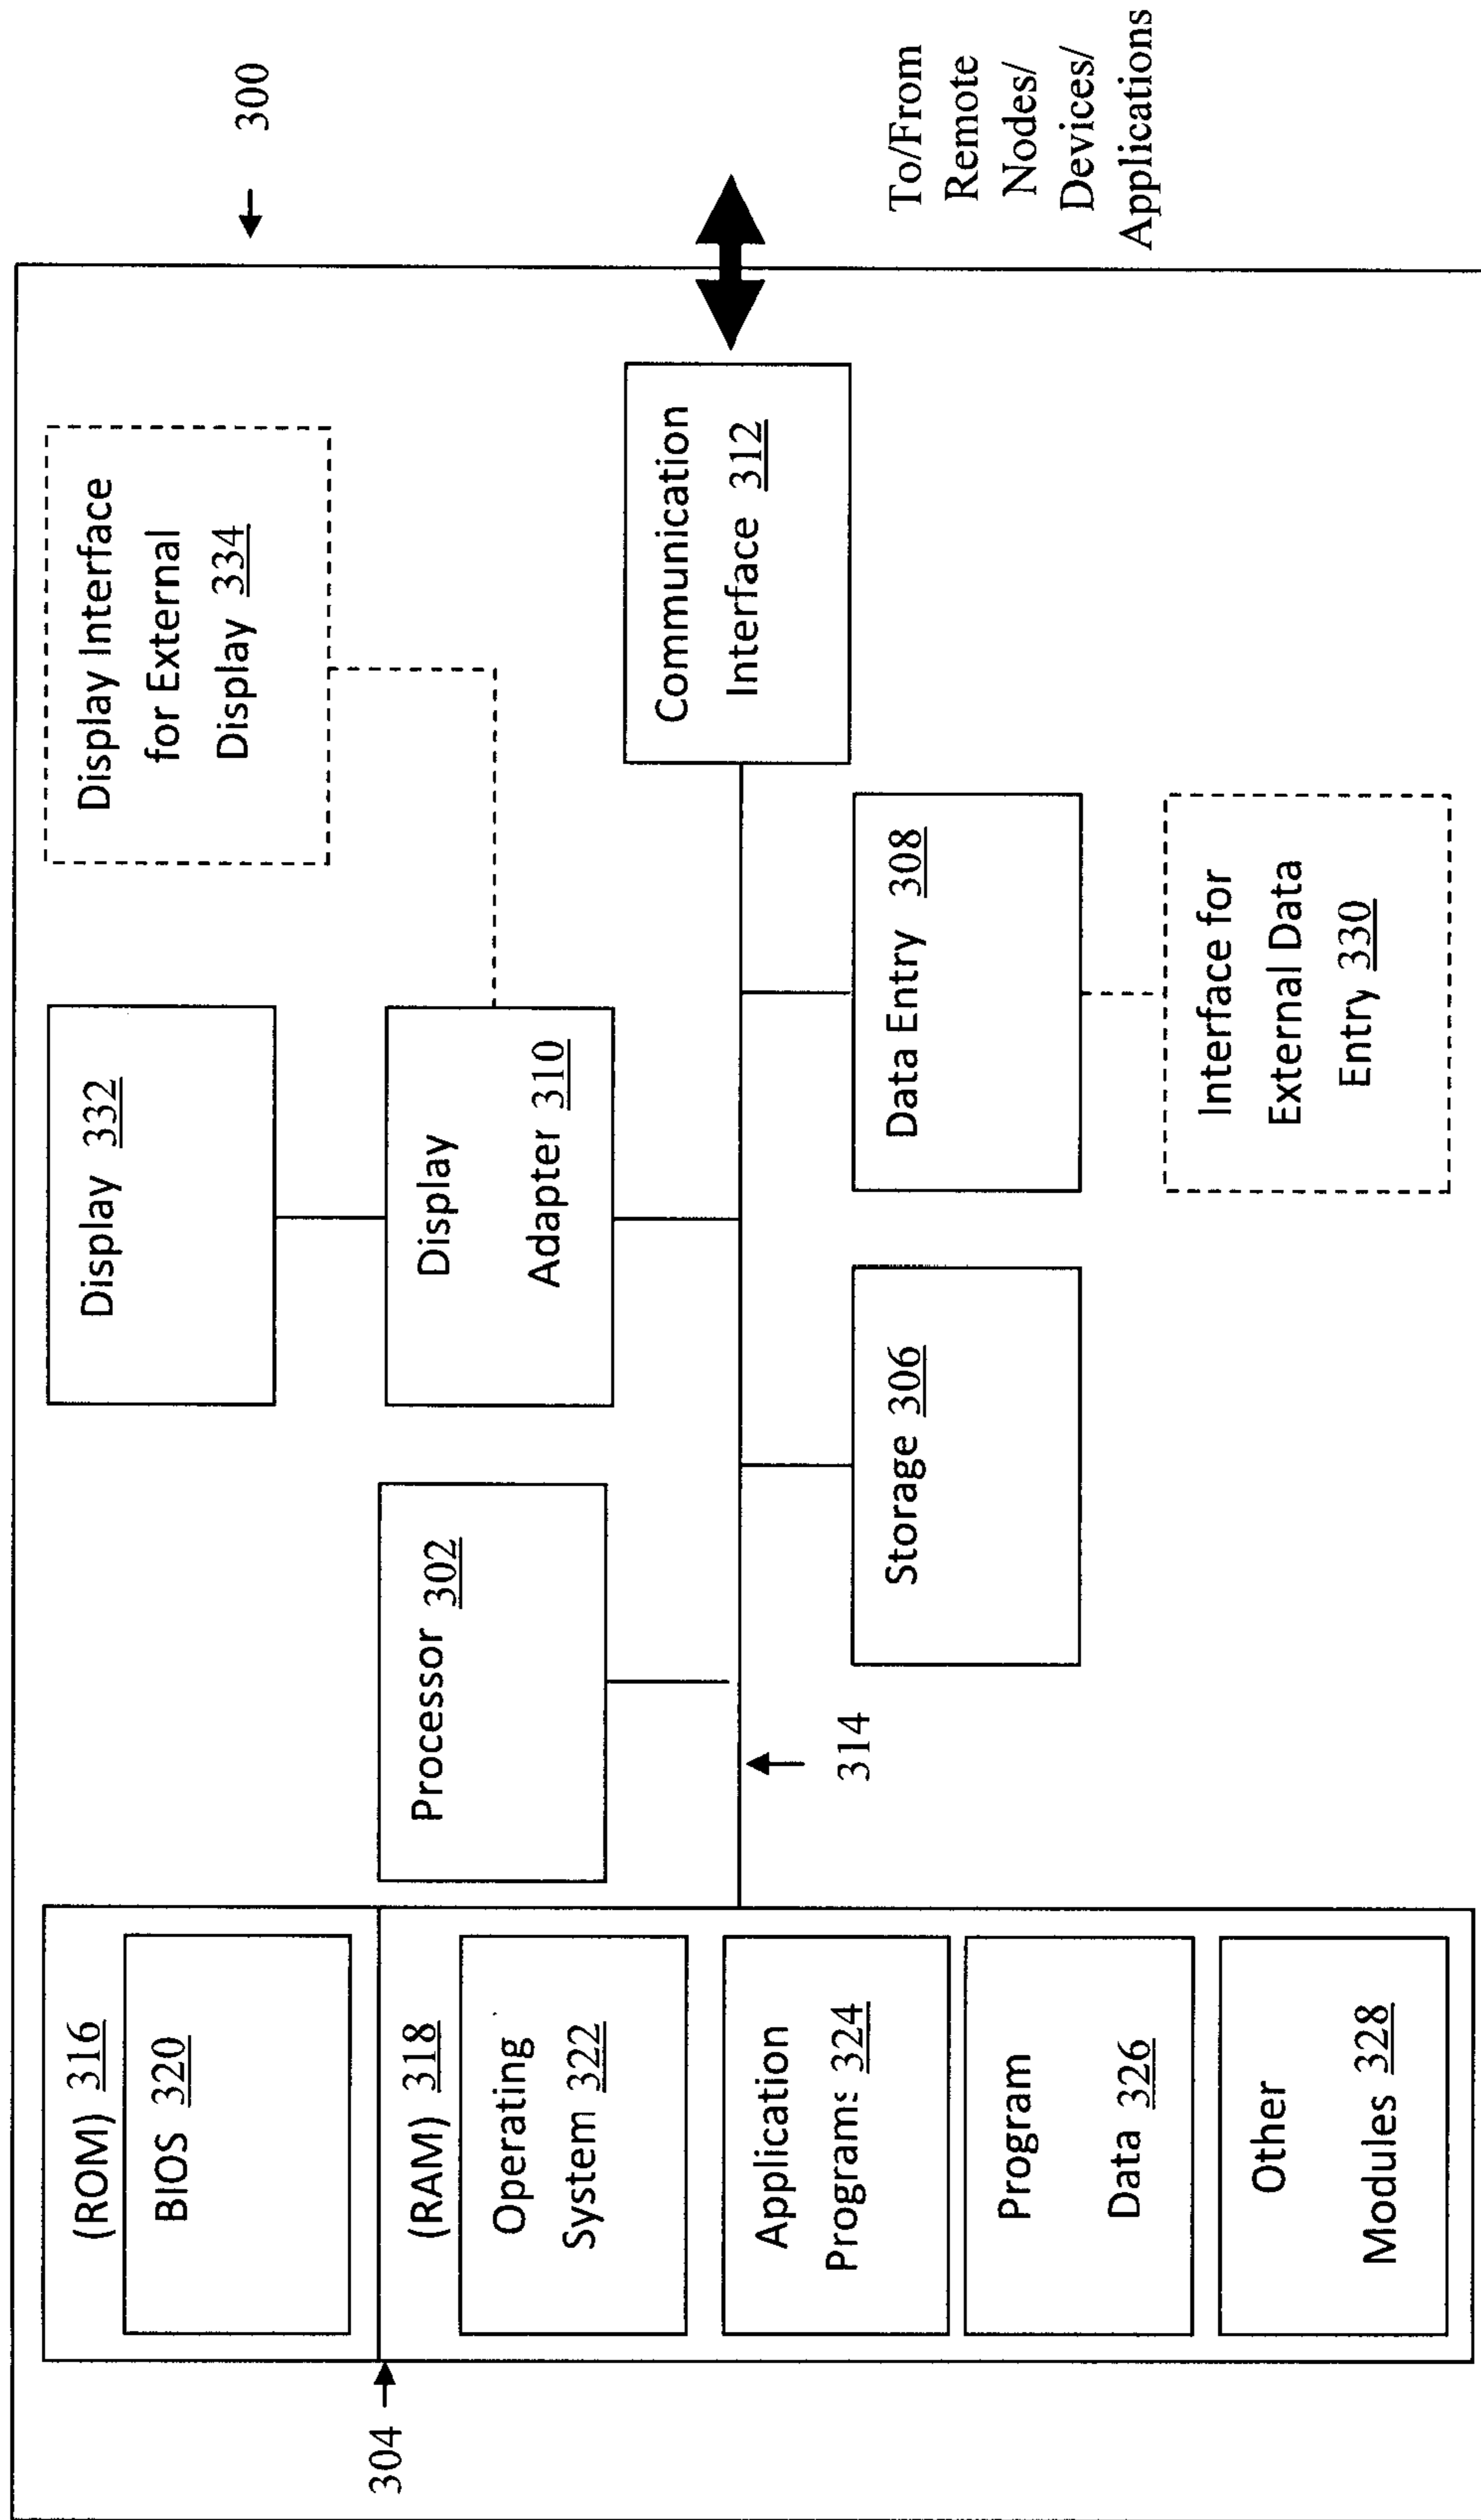 300
(ROM) 316
BIOS 320
304
(RAM) 318
Operating
System 322
Application
Programs 324
Program
Data 326
Other
Modules 328
Processor 302
314
Display 332
Display
Adapter 310
Storage 306
Display Interface
for External
Display 334
Data Entry 308
Interface for
External Data
Entry 330
Communication
Interface 312
To/From
Remote
Nodes/
Devices/
Applications